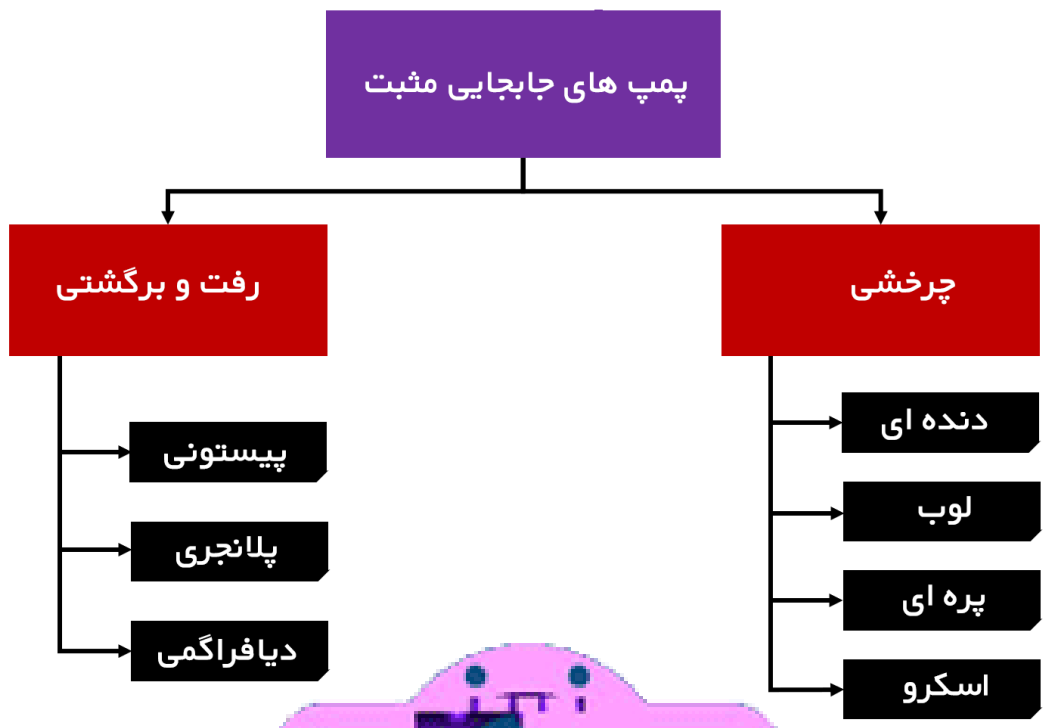 پمپ های جابجایی مثبت
چرخشی
دنده ای
لوب
پره ای
اسکرو
رفت و برگشتی
پیستونی
پلانجری
دیافراگمی